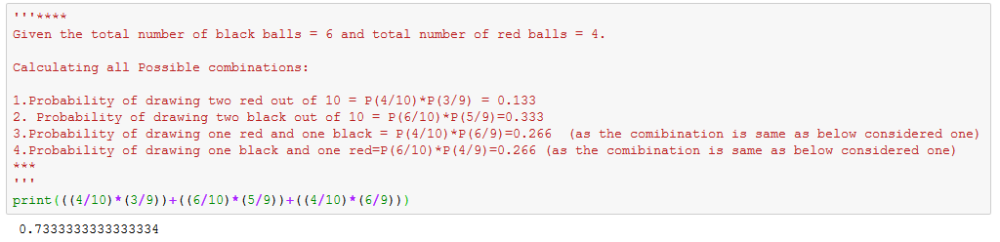 '''****
Given the total number of black balls = 6 and total number of red balls = 4.
Calculating all Possible combinations:
1.Probability of drawing two red out of 10 = P(4/10)*P(3/9) = 0.133
2. Probability of drawing two black out of 10 = P(6/10)*P(5/9)=0.333
3.Probability of drawing one red and one black = P(4/10)*P(6/9)=0.266  (as the comibination is same as below considered one)
4.Probability of drawing one black and one red=P(6/10)*P(4/9)=0.266 (as the comibination is same as below considered one)
***
'''
print(((4/10)*(3/9))+((6/10)*(5/9))+((4/10)*(6/9)))
0.7333333333333334